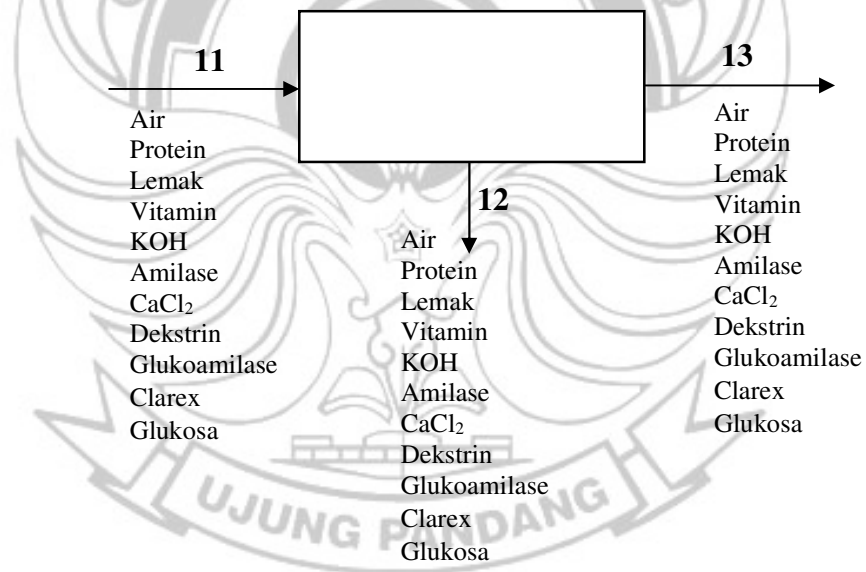 11
Air
Protein
Lemak
Vitamin
KOH
Amilase
CaCl₂
Dekstrin
Glukoamilase
Clarex
Glukosa
12
Air
Protein
Lemak
Vitamin
KOH
Amilase
CaCl₂
Dekstrin
Glukoamilase
Clarex
Glukosa
13
Air
Protein
Lemak
Vitamin
KOH
Amilase
CaCl₂
Dekstrin
Glukoamilase
Clarex
Glukosa
UJUNG PANDANG